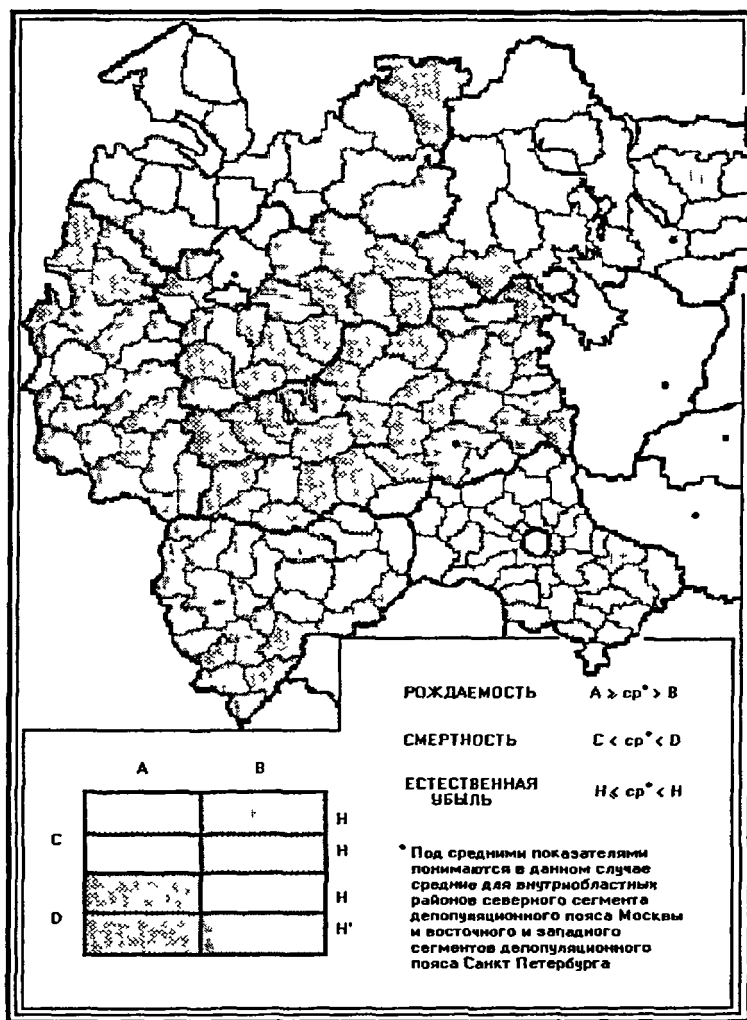 РОЖДАЕМОСТЬ A ⩾ ср* > B
СМЕРТНОСТЬ C < ср* < D
ЕСТЕСТВЕННАЯ УБЫЛЬ H ⩽ ср* < H
A B
C
D
H
H
H
H'
* Под средними показателями
понимаются в данном случае
средние для внутриобластных
районов северного сегмента
депопуляционного пояса Москвы
и восточного и западного
сегментов депопуляционного
пояса Санкт Петербурга